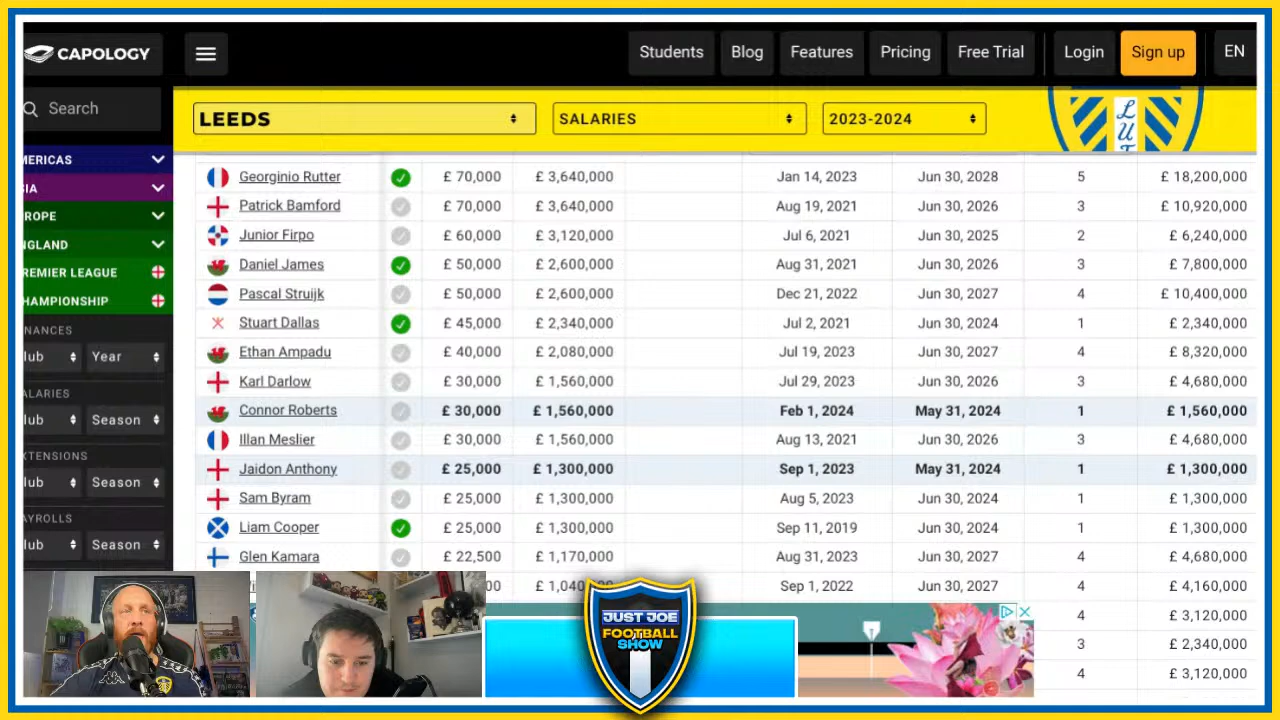 CAPOLOGY
Students Blog Features Pricing Free Trial Login Sign up EN
Search
LEEDS SALARIES 2023-2024
L
U
T
MERICAS
IA
ROPE
NGLAND
REMIER LEAGUE
HAMPIONSHIP
NANCES
lub Year
ALARIES
lub Season
XTENSIONS
lub Season
AYROLLS
lub Season
Georginio Rutter £ 70,000 £ 3,640,000 Jan 14, 2023 Jun 30, 2028 5 £ 18,200,000
Patrick Bamford £ 70,000 £ 3,640,000 Aug 19, 2021 Jun 30, 2026 3 £ 10,920,000
Junior Firpo £ 60,000 £ 3,120,000 Jul 6, 2021 Jun 30, 2025 2 £ 6,240,000
Daniel James £ 50,000 £ 2,600,000 Aug 31, 2021 Jun 30, 2026 3 £ 7,800,000
Pascal Struijk £ 50,000 £ 2,600,000 Dec 21, 2022 Jun 30, 2027 4 £ 10,400,000
Stuart Dallas £ 45,000 £ 2,340,000 Jul 2, 2021 Jun 30, 2024 1 £ 2,340,000
Ethan Ampadu £ 40,000 £ 2,080,000 Jul 19, 2023 Jun 30, 2027 4 £ 8,320,000
Karl Darlow £ 30,000 £ 1,560,000 Jul 29, 2023 Jun 30, 2026 3 £ 4,680,000
Connor Roberts £ 30,000 £ 1,560,000 Feb 1, 2024 May 31, 2024 1 £ 1,560,000
Illan Meslier £ 30,000 £ 1,560,000 Aug 13, 2021 Jun 30, 2026 3 £ 4,680,000
Jaidon Anthony £ 25,000 £ 1,300,000 Sep 1, 2023 May 31, 2024 1 £ 1,300,000
Sam Byram £ 25,000 £ 1,300,000 Aug 5, 2023 Jun 30, 2024 1 £ 1,300,000
Liam Cooper £ 25,000 £ 1,300,000 Sep 11, 2019 Jun 30, 2024 1 £ 1,300,000
Glen Kamara £ 22,500 £ 1,170,000 Aug 31, 2023 Jun 30, 2027 4 £ 4,680,000
Sep 1, 2022 Jun 30, 2027 4 £ 4,160,000
4 £ 3,120,000
3 £ 2,340,000
4 £ 3,120,000
JUST JOE
FOOTBALL
SHOW